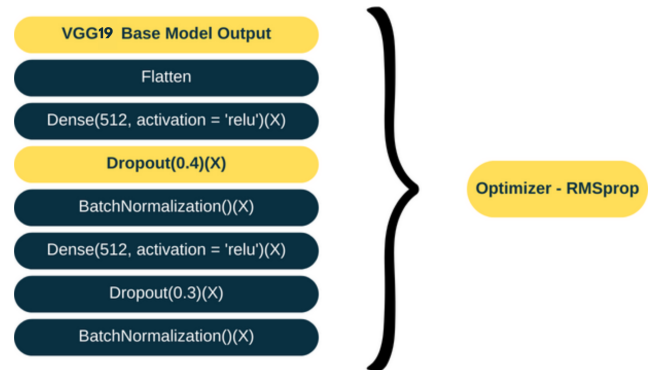 VGG19 Base Model Output
Flatten
Dense(512, activation = 'relu')(X)
Dropout(0.4)(X)
BatchNormalization()(X)
Dense(512, activation = 'relu')(X)
Dropout(0.3)(X)
BatchNormalization()(X)
Optimizer - RMSprop